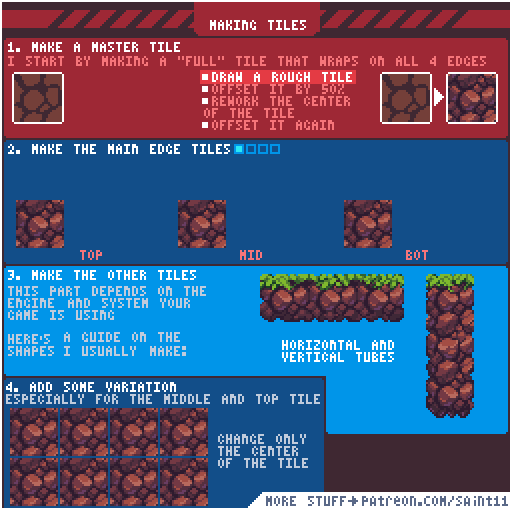 MAKING TILES
1. MAKE A MASTER TILE
I START BY MAKING A "FULL" TILE THAT WRAPS ON ALL 4 EDGES
DRAW A ROUGH TILE
OFFSET IT BY 50%
REWORK THE CENTER
OF THE TILE
OFFSET IT AGAIN
2. MAKE THE MAIN EDGE TILES
TOP
MID
BOT
3. MAKE THE OTHER TILES
THIS PART DEPENDS ON THE
ENGINE AND SYSTEM YOUR
GAME IS USING
HERE'S A GUIDE ON THE
SHAPES I USUALLY MAKE:
HORIZONTAL AND
VERTICAL TUBES
4. ADD SOME VARIATION
ESPECIALLY FOR THE MIDDLE AND TOP TILE
CHANGE ONLY
THE CENTER
OF THE TILE
MORE STUFF→PATREON.COM/SAINT11